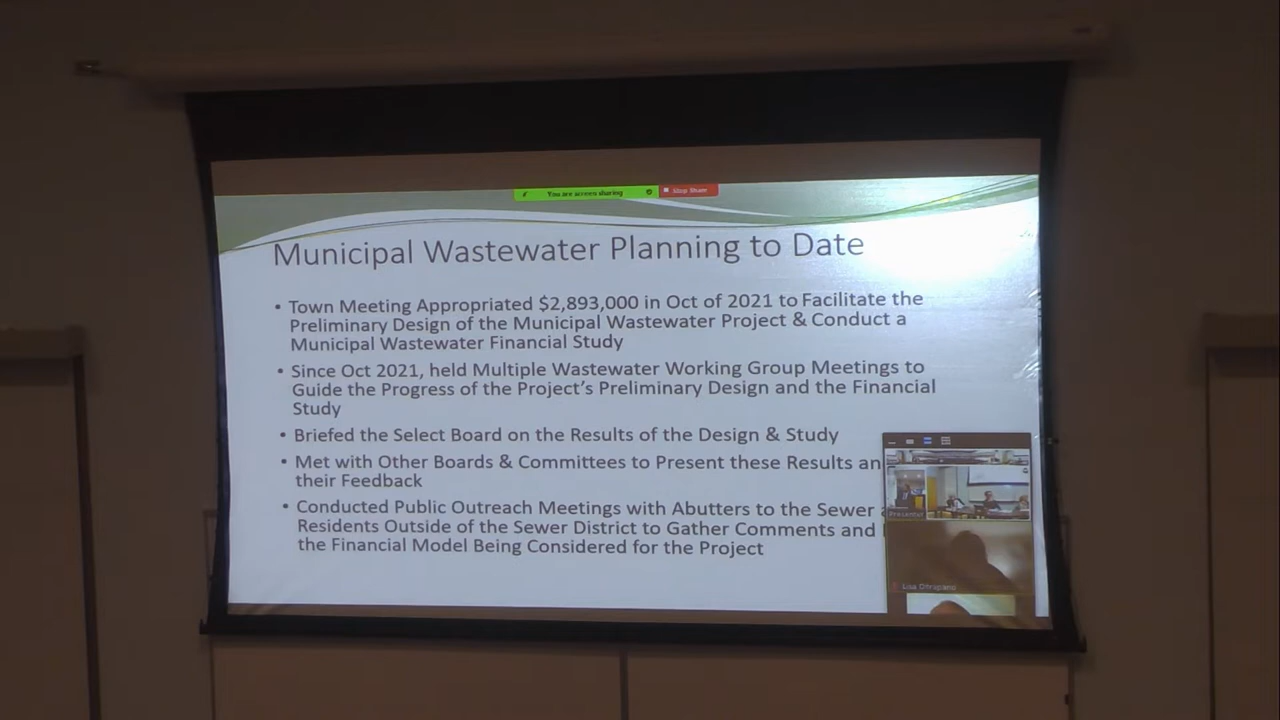 You are screen sharing
Stop Share
Municipal Wastewater Planning to Date
• Town Meeting Appropriated $2,893,000 in Oct of 2021 to Facilitate the
Preliminary Design of the Municipal Wastewater Project & Conduct a
Municipal Wastewater Financial Study
• Since Oct 2021, held Multiple Wastewater Working Group Meetings to
Guide the Progress of the Project's Preliminary Design and the Financial
Study
• Briefed the Select Board on the Results of the Design & Study
• Met with Other Boards & Committees to Present these Results an
their Feedback
• Conducted Public Outreach Meetings with Abutters to the Sewer
Residents Outside of the Sewer District to Gather Comments and
the Financial Model Being Considered for the Project
Lisa